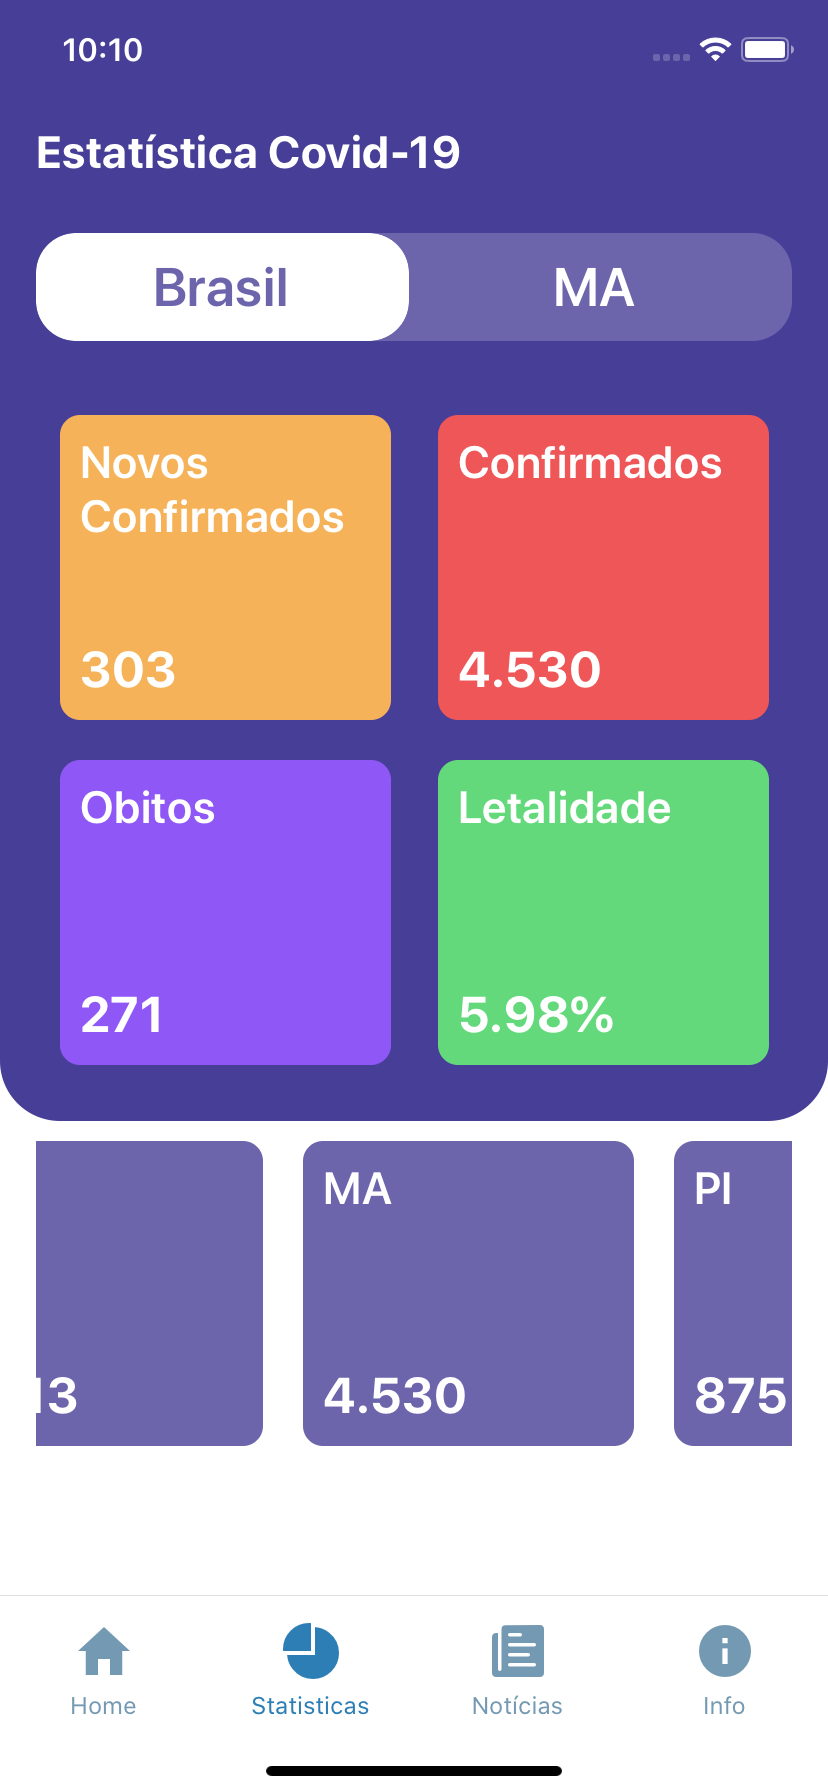 10:10
Estatística Covid-19
Brasil
MA
Novos
Confirmados
303
Confirmados
4.530
Obitos
271
Letalidade
5.98%
13
MA
4.530
PI
875
Home
Statisticas
Notícias
Info